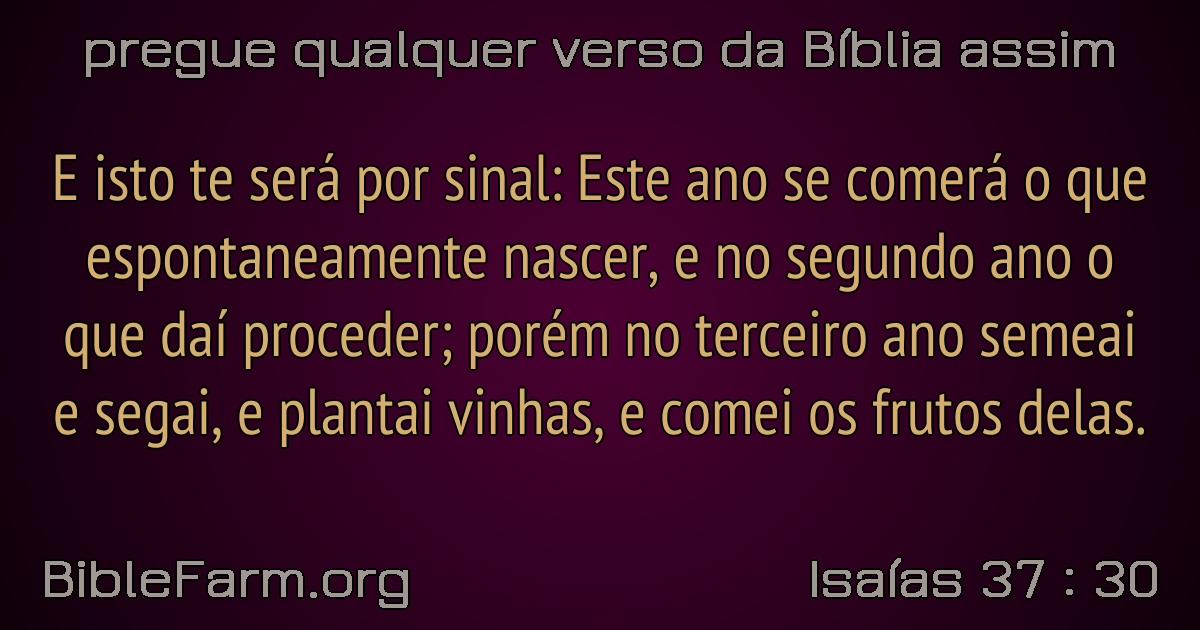 pregue qualquer verso da Bíblia assim
E isto te será por sinal: Este ano se comerá o que
espontaneamente nascer, e no segundo ano o
que daí proceder; porém no terceiro ano semeai
e segai, e plantai vinhas, e comei os frutos delas.
BibleFarm.org
Isaías 37 : 30